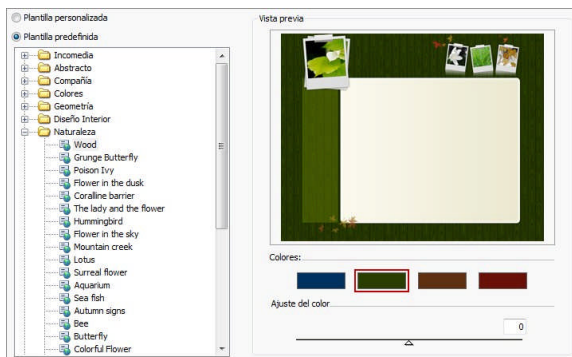 Plantilla personalizada
Plantilla predefinida
Incomedia
Abstracto
Compañía
Colores
Geometría
Diseño Interior
Naturaleza
Wood
Grunge Butterfly
Poison Ivy
Flower in the dusk
Coralline barrier
The lady and the flower
Hummingbird
Flower in the sky
Mountain creek
Lotus
Surreal flower
Aquarium
Sea fish
Autumn signs
Bee
Butterfly
Colorful Flower
Vista previa
Colores:
Ajuste del color
0